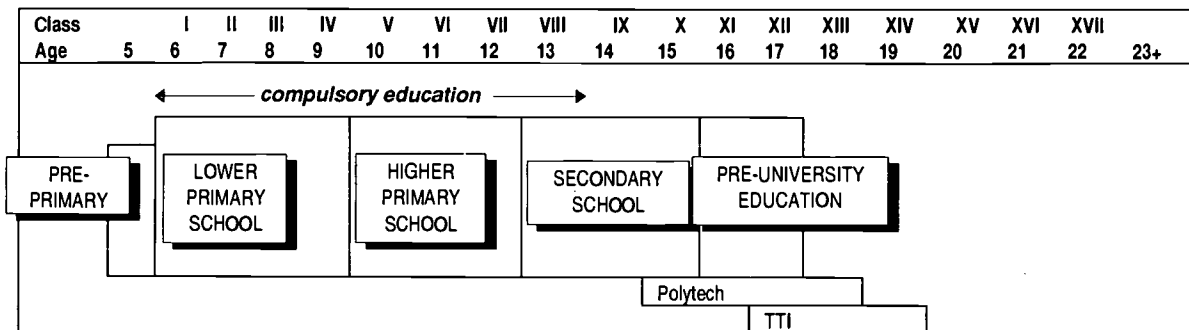 Class I II III IV V VI VII VIII IX X XI XII XIII XIV XV XVI XVII
Age 5 6 7 8 9 10 11 12 13 14 15 16 17 18 19 20 21 22 23+
compulsory education
PRE-
PRIMARY
LOWER
PRIMARY
SCHOOL
HIGHER
PRIMARY
SCHOOL
SECONDARY
SCHOOL
PRE-UNIVERSITY
EDUCATION
Polytech
TTI